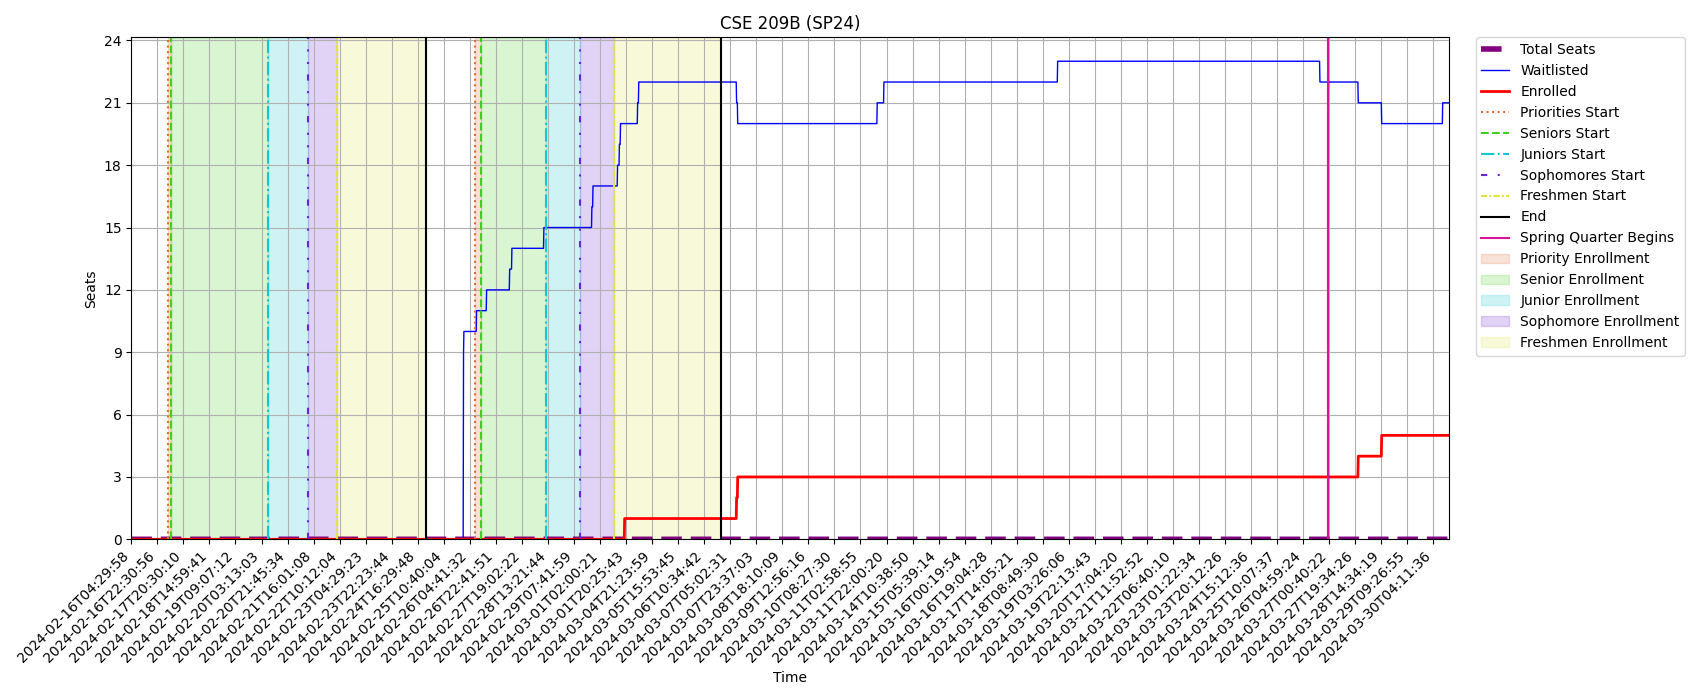 CSE 209B (SP24)
Seats
24
21
18
15
12
9
6
3
0
2024-02-16T04:29:58
2024-02-16T22:30:56
2024-02-17T20:30:10
2024-02-18T14:59:41
2024-02-19T09:07:12
2024-02-20T03:13:03
2024-02-20T21:45:34
2024-02-21T16:01:08
2024-02-22T10:12:04
2024-02-23T04:29:23
2024-02-23T22:23:44
2024-02-24T16:29:48
2024-02-25T10:40:04
2024-02-26T04:41:32
2024-02-26T22:41:51
2024-02-27T19:02:22
2024-02-28T13:21:44
2024-02-29T07:41:59
2024-03-01T02:00:21
2024-03-01T20:25:43
2024-03-04T21:23:59
2024-03-05T15:53:45
2024-03-06T10:34:42
2024-03-07T05:02:31
2024-03-07T23:37:03
2024-03-08T18:10:09
2024-03-09T12:56:16
2024-03-10T08:27:30
2024-03-11T02:58:55
2024-03-11T22:00:20
2024-03-14T10:38:50
2024-03-15T05:39:14
2024-03-16T00:19:54
2024-03-16T19:04:28
2024-03-17T14:05:21
2024-03-18T08:49:30
2024-03-19T03:26:06
2024-03-19T22:13:43
2024-03-20T17:04:20
2024-03-21T11:52:52
2024-03-22T06:40:10
2024-03-23T01:22:34
2024-03-23T20:12:26
2024-03-24T15:12:36
2024-03-25T10:07:37
2024-03-26T04:59:24
2024-03-27T00:40:22
2024-03-27T19:34:26
2024-03-28T14:34:19
2024-03-29T09:26:55
2024-03-30T04:11:36
Time
Total Seats
Waitlisted
Enrolled
Priorities Start
Seniors Start
Juniors Start
Sophomores Start
Freshmen Start
End
Spring Quarter Begins
Priority Enrollment
Senior Enrollment
Junior Enrollment
Sophomore Enrollment
Freshmen Enrollment